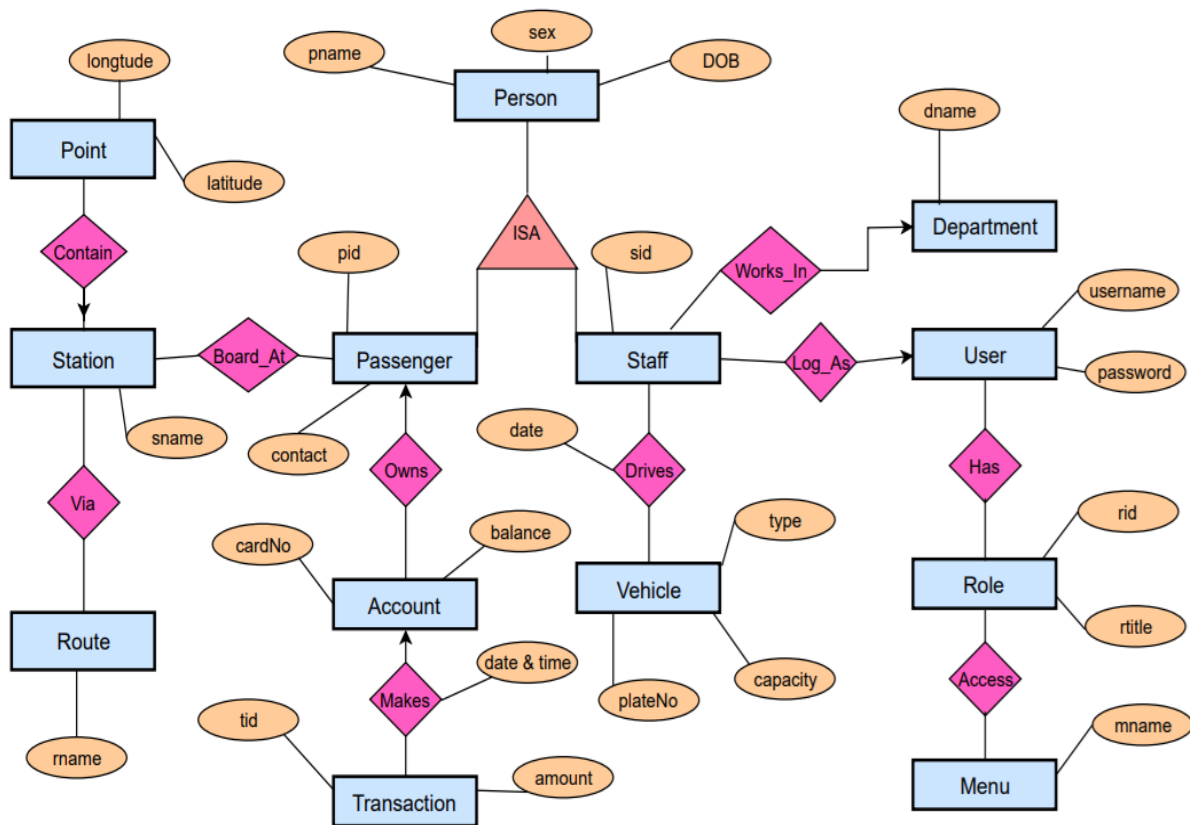 sex
pname
DOB
longtude
Person
dname
Point
latitude
ISA
Department
Contain
pid
sid
Works_In
username
Station
Board_At
Passenger
Staff
Log_As
User
password
sname
contact
date
Owns
Drives
Has
Via
type
rid
cardNo
balance
Account
Vehicle
Role
Route
rtitle
date & time
capacity
Access
Makes
plateNo
tid
mname
rname
amount
Transaction
Menu